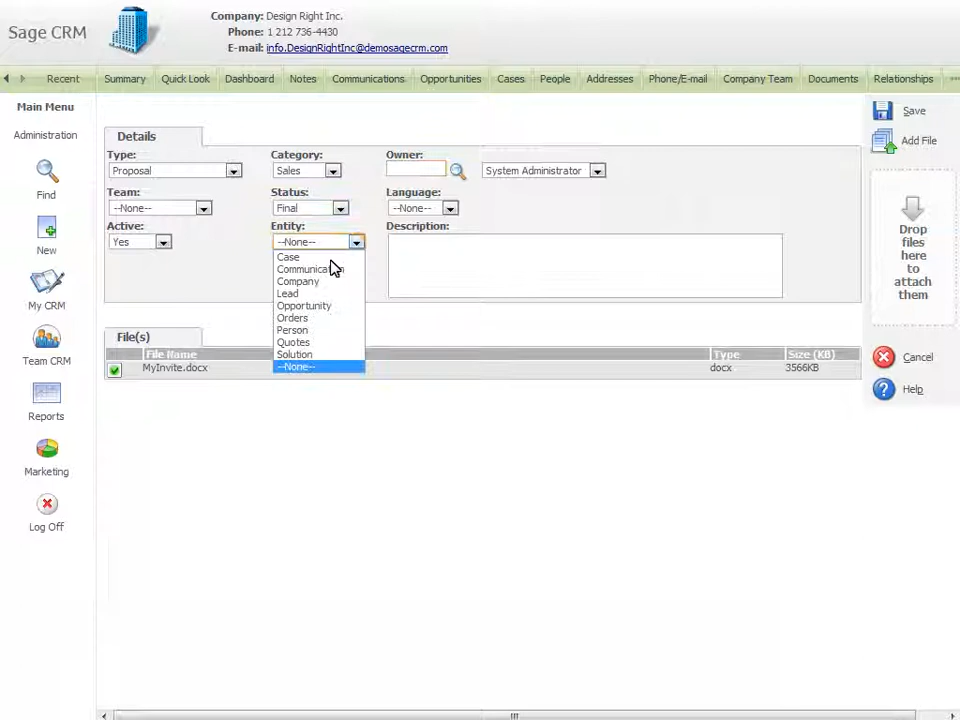 Sage CRM
Company: Design Right Inc.
Phone: 1 212 736-4430
E-mail: info.DesignRightInc@demosagecrm.com
Recent Summary Quick Look Dashboard Notes Communications Opportunities Cases People Addresses Phone/E-mail Company Team Documents Relationships
Main Menu
Administration
Find
New
My CRM
Team CRM
Reports
Marketing
Log Off
Details
Type: Category: Owner:
Proposal Sales System Administrator
Team: Status: Language:
--None-- Final --None--
Active: Entity: Description:
Yes --None--
Case
Communication
Company
Lead
Opportunity
Orders
Person
Quotes
Solution
--None--
File(s)
File Name Type Size (KB)
MyInvite.docx docx 3566KB
Save
Add File
Drop
files
here
to
attach
them
Cancel
Help